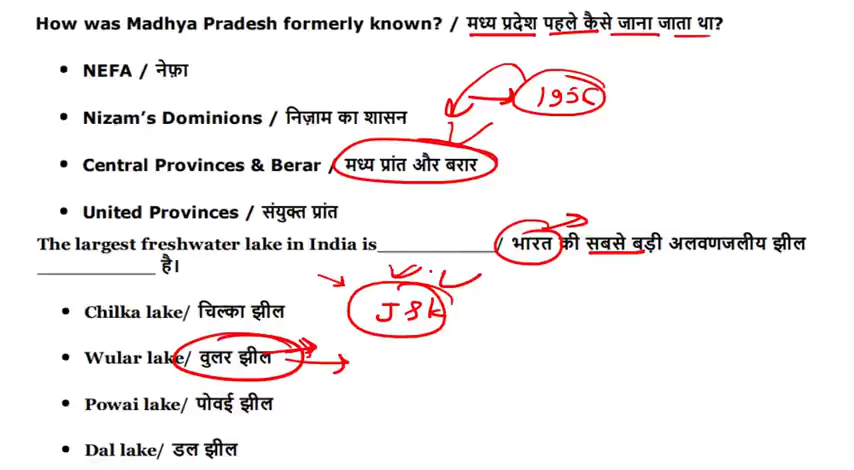 How was Madhya Pradesh formerly known? / मध्य प्रदेश पहले कैसे जाना जाता था?
• NEFA / नेफ़ा
1956
• Nizam's Dominions / निज़ाम का शासन
• Central Provinces & Berar / मध्य प्रांत और बरार
• United Provinces / संयुक्त प्रांत
The largest freshwater lake in India is______________/ भारत की सबसे बड़ी अलवणजलीय झील
______________ है।
• Chilka lake/ चिल्का झील
J&K
• Wular lake/ वुलर झील
• Powai lake/ पोवई झील
• Dal lake/ डल झील